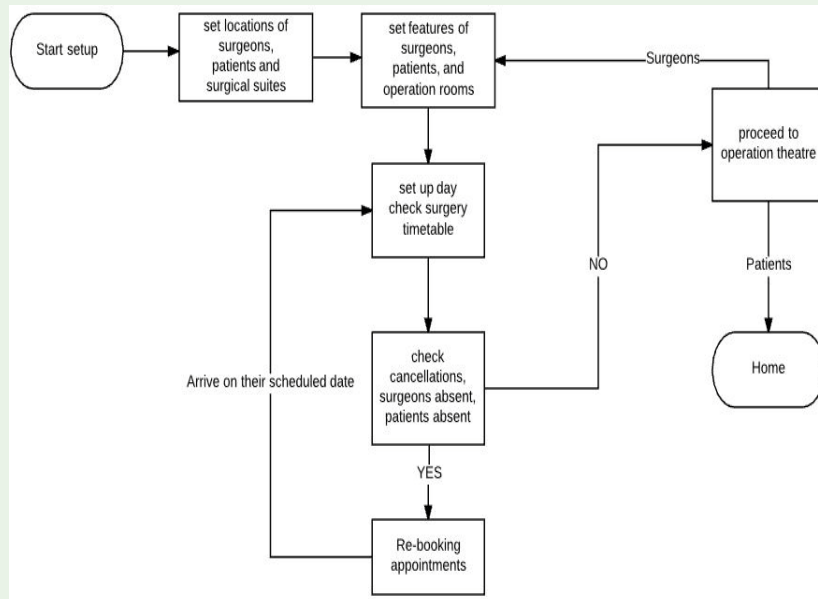 Start setup
set locations of
surgeons,
patients and
surgical suites
set features of
surgeons,
patients, and
operation rooms
Surgeons
proceed to
operation theatre
set up day
check surgery
timetable
NO
Patients
check
cancellations,
surgeons absent,
patients absent
Home
Arrive on their scheduled date
YES
Re-booking
appointments